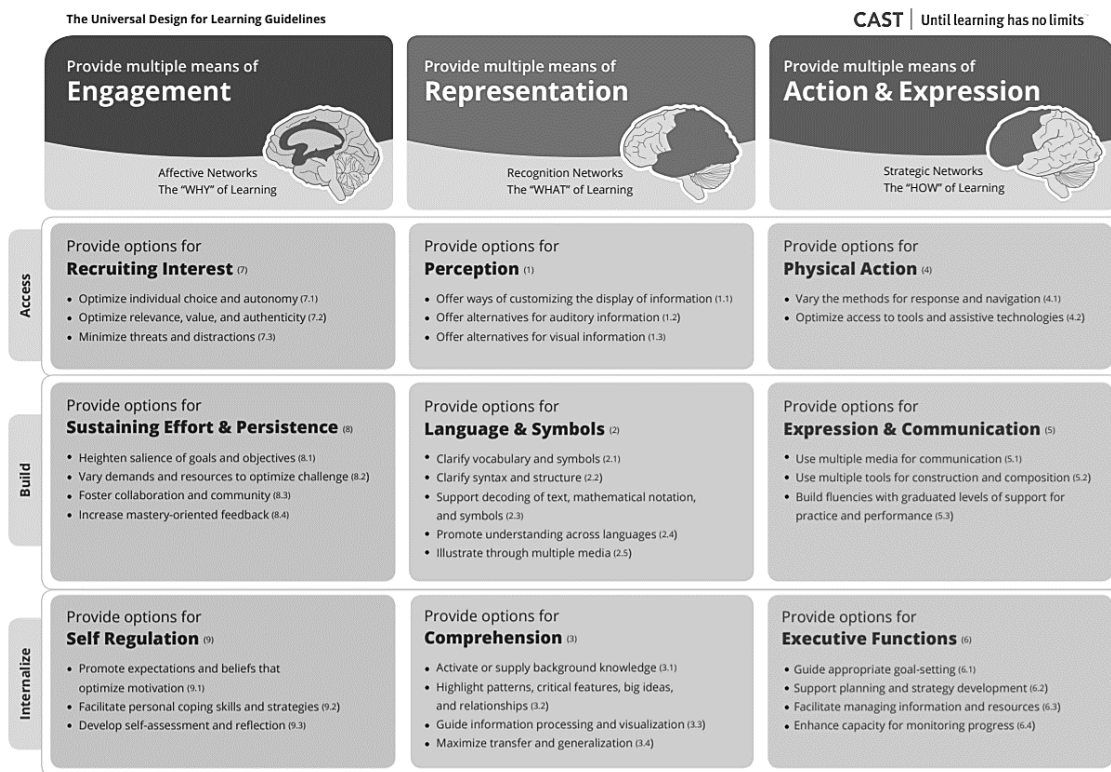 The Universal Design for Learning Guidelines
CAST | Until learning has no limits
Provide multiple means of
Engagement
Affective Networks
The “WHY” of Learning
Provide multiple means of
Representation
Recognition Networks
The “WHAT” of Learning
Provide multiple means of
Action & Expression
Strategic Networks
The “HOW” of Learning
Access
Provide options for
Recruiting Interest (7)
• Optimize individual choice and autonomy (7.1)
• Optimize relevance, value, and authenticity (7.2)
• Minimize threats and distractions (7.3)
Provide options for
Perception (1)
• Offer ways of customizing the display of information (1.1)
• Offer alternatives for auditory information (1.2)
• Offer alternatives for visual information (1.3)
Provide options for
Physical Action (4)
• Vary the methods for response and navigation (4.1)
• Optimize access to tools and assistive technologies (4.2)
Build
Provide options for
Sustaining Effort & Persistence (8)
• Heighten salience of goals and objectives (8.1)
• Vary demands and resources to optimize challenge (8.2)
• Foster collaboration and community (8.3)
• Increase mastery-oriented feedback (8.4)
Provide options for
Language & Symbols (2)
• Clarify vocabulary and symbols (2.1)
• Clarify syntax and structure (2.2)
• Support decoding of text, mathematical notation,
and symbols (2.3)
• Promote understanding across languages (2.4)
• Illustrate through multiple media (2.5)
Provide options for
Expression & Communication (5)
• Use multiple media for communication (5.1)
• Use multiple tools for construction and composition (5.2)
• Build fluencies with graduated levels of support for
practice and performance (5.3)
Internalize
Provide options for
Self Regulation (9)
• Promote expectations and beliefs that
optimize motivation (9.1)
• Facilitate personal coping skills and strategies (9.2)
• Develop self-assessment and reflection (9.3)
Provide options for
Comprehension (3)
• Activate or supply background knowledge (3.1)
• Highlight patterns, critical features, big ideas,
and relationships (3.2)
• Guide information processing and visualization (3.3)
• Maximize transfer and generalization (3.4)
Provide options for
Executive Functions (6)
• Guide appropriate goal-setting (6.1)
• Support planning and strategy development (6.2)
• Facilitate managing information and resources (6.3)
• Enhance capacity for monitoring progress (6.4)